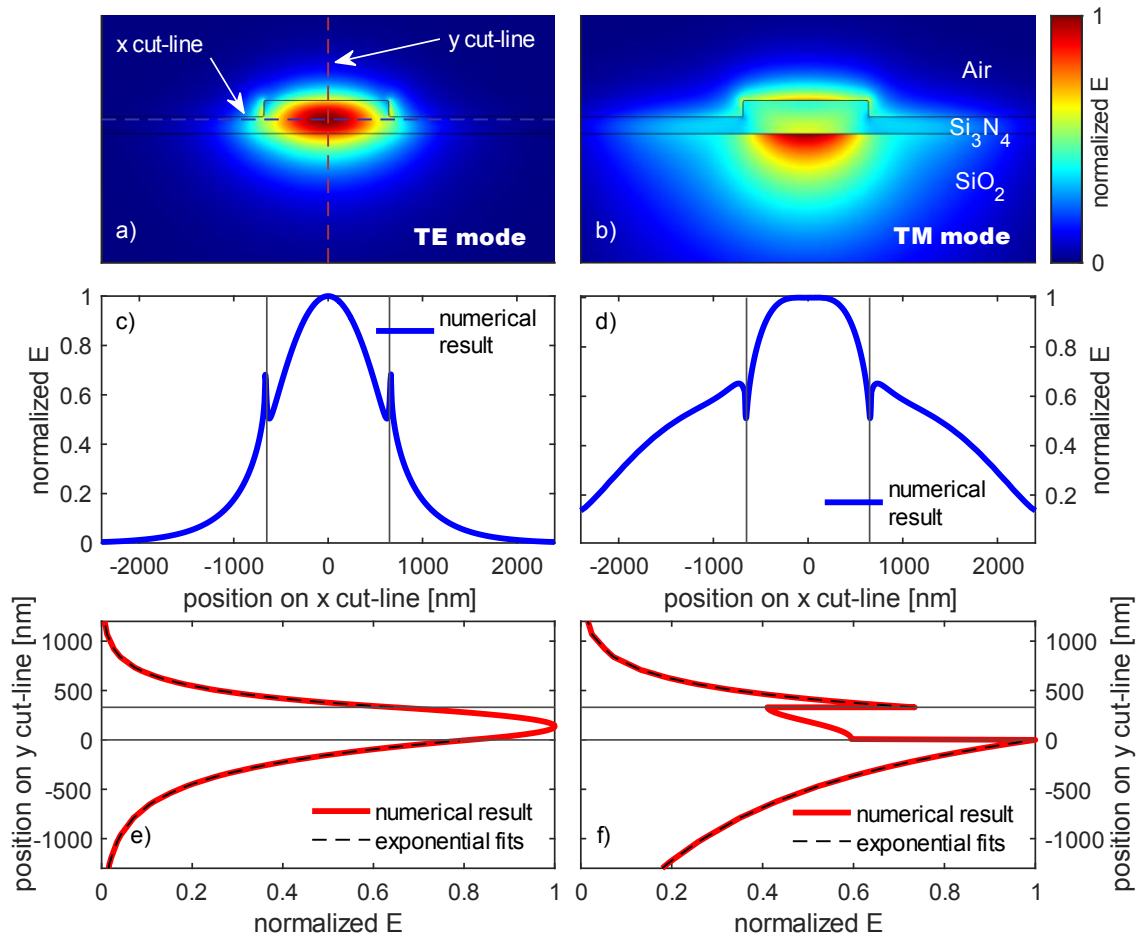 x cut-line
y cut-line
a)
TE mode
Air
Si3N4
SiO2
b)
TM mode
1
0
normalized E
c)
numerical
result
1
0.8
0.6
0.4
0.2
0
normalized E
-2000
-1000
0
1000
2000
position on x cut-line [nm]
d)
numerical
result
1
0.8
0.6
0.4
0.2
normalized E
-2000
-1000
0
1000
2000
position on x cut-line [nm]
1000
500
0
-500
-1000
position on y cut-line [nm]
numerical result
exponential fits
e)
0
0.2
0.4
0.6
0.8
1
normalized E
1000
500
0
-500
-1000
position on y cut-line [nm]
numerical result
exponential fits
f)
0
0.2
0.4
0.6
0.8
1
normalized E